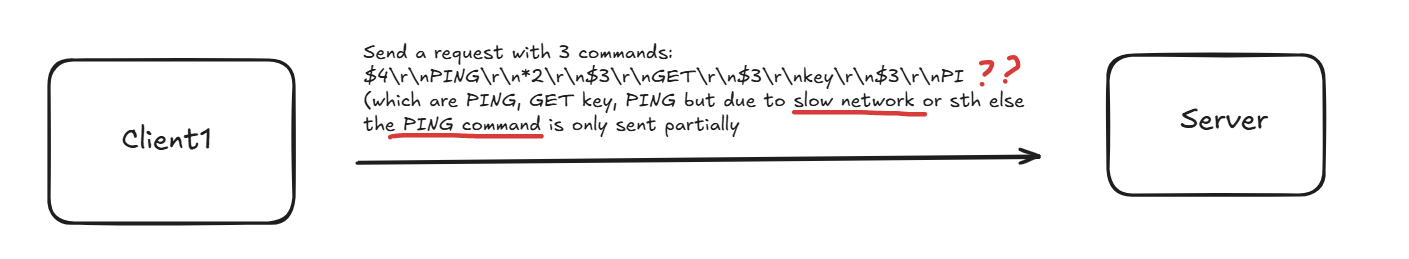 Send a request with 3 commands:
$4\r\nPING\r\n*2\r\n$3\r\nGET\r\n$3\r\nkey\r\n$3\r\nPI ??
(which are PING, GET key, PING but due to slow network or sth else
the PING command is only sent partially
Client1
Server